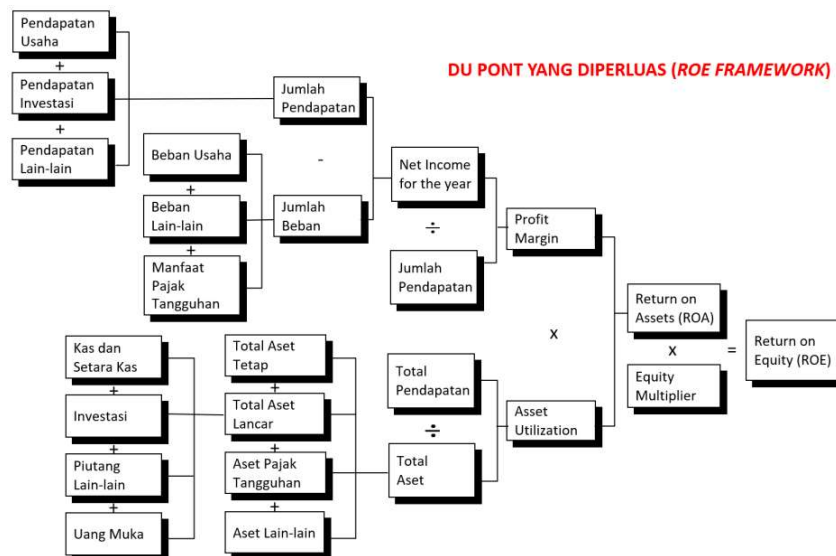 DU PONT YANG DIPERLUAS (ROE FRAMEWORK)
Pendapatan
Usaha
+
Pendapatan
Investasi
+
Pendapatan
Lain-lain
Jumlah
Pendapatan
-
Beban Usaha
+
Beban
Lain-lain
+
Manfaat
Pajak
Tangguhan
Jumlah
Beban
Net Income
for the year
÷
Jumlah
Pendapatan
Profit
Margin
x
Kas dan
Setara Kas
+
Investasi
+
Piutang
Lain-lain
+
Uang Muka
Total Aset
Tetap
+
Total Aset
Lancar
+
Aset Pajak
Tangguhan
+
Aset Lain-lain
Total
Pendapatan
÷
Total
Aset
Asset
Utilization
Return on
Assets (ROA)
x
Equity
Multiplier
=
Return on
Equity (ROE)